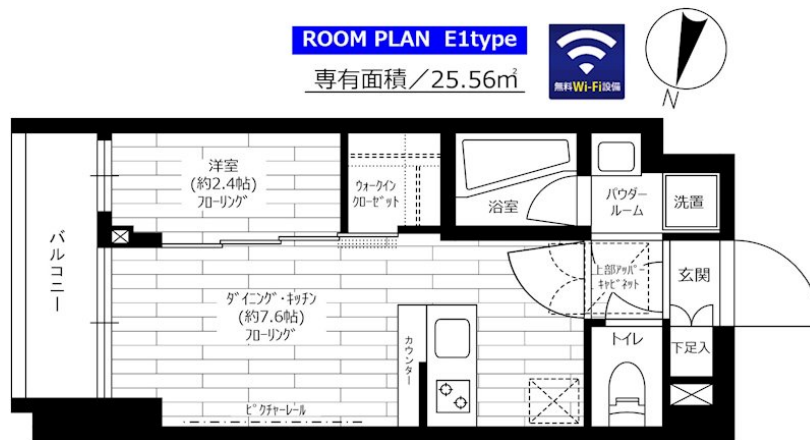 ROOM PLAN E1type
専有面積／25.56㎡
無料Wi-Fi設備
N
洋室
(約2.4帖)
フローリング
ウォークイン
クローゼット
浴室
パウダー
ルーム
洗置
バルコニー
ダイニング・キッチン
(約7.6帖)
フローリング
カウンター
上部アッパー
キャビネット
玄関
トイレ
下足入
ピクチャーレール